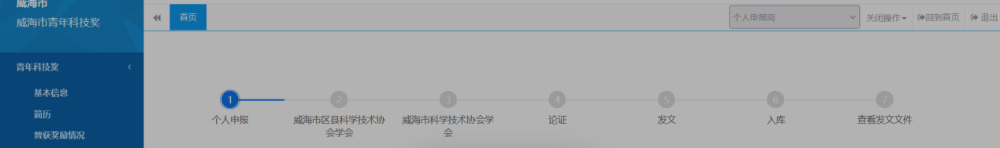 威海市
威海市青年科技奖
首页
个人申报岗
关闭操作
回到首页
退出
青年科技奖
基本信息
简历
曾获奖励情况
1
2
3
4
5
6
7
个人申报
威海市区县科学技术协
会学会
威海市科学技术协会学
会
论证
发文
入库
查看发文文件